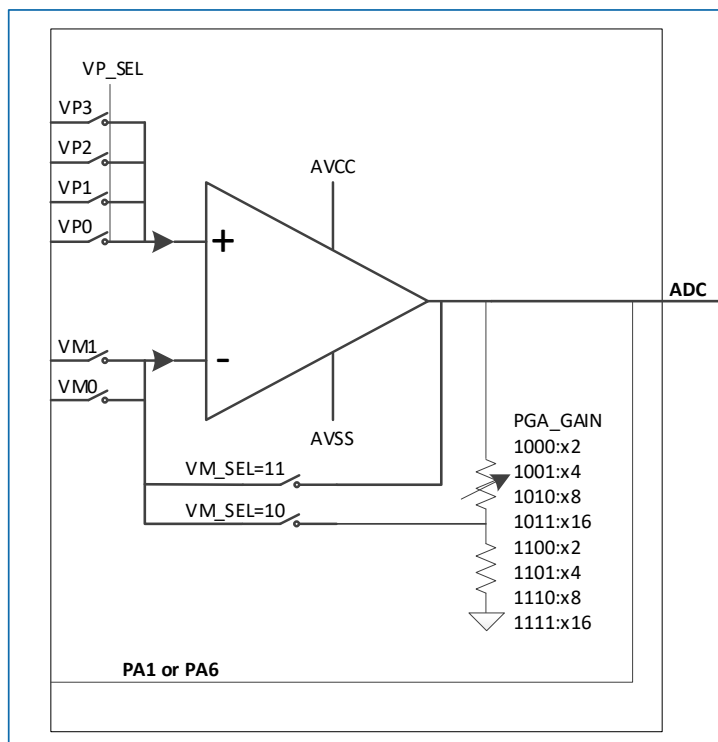 VP_SEL
VP3
VP2
VP1
VP0
AVCC
+
ADC
VM1
-
VM0
AVSS
PGA_GAIN
1000:x2
1001:x4
1010:x8
1011:x16
1100:x2
1101:x4
1110:x8
1111:x16
VM_SEL=11
VM_SEL=10
PA1 or PA6